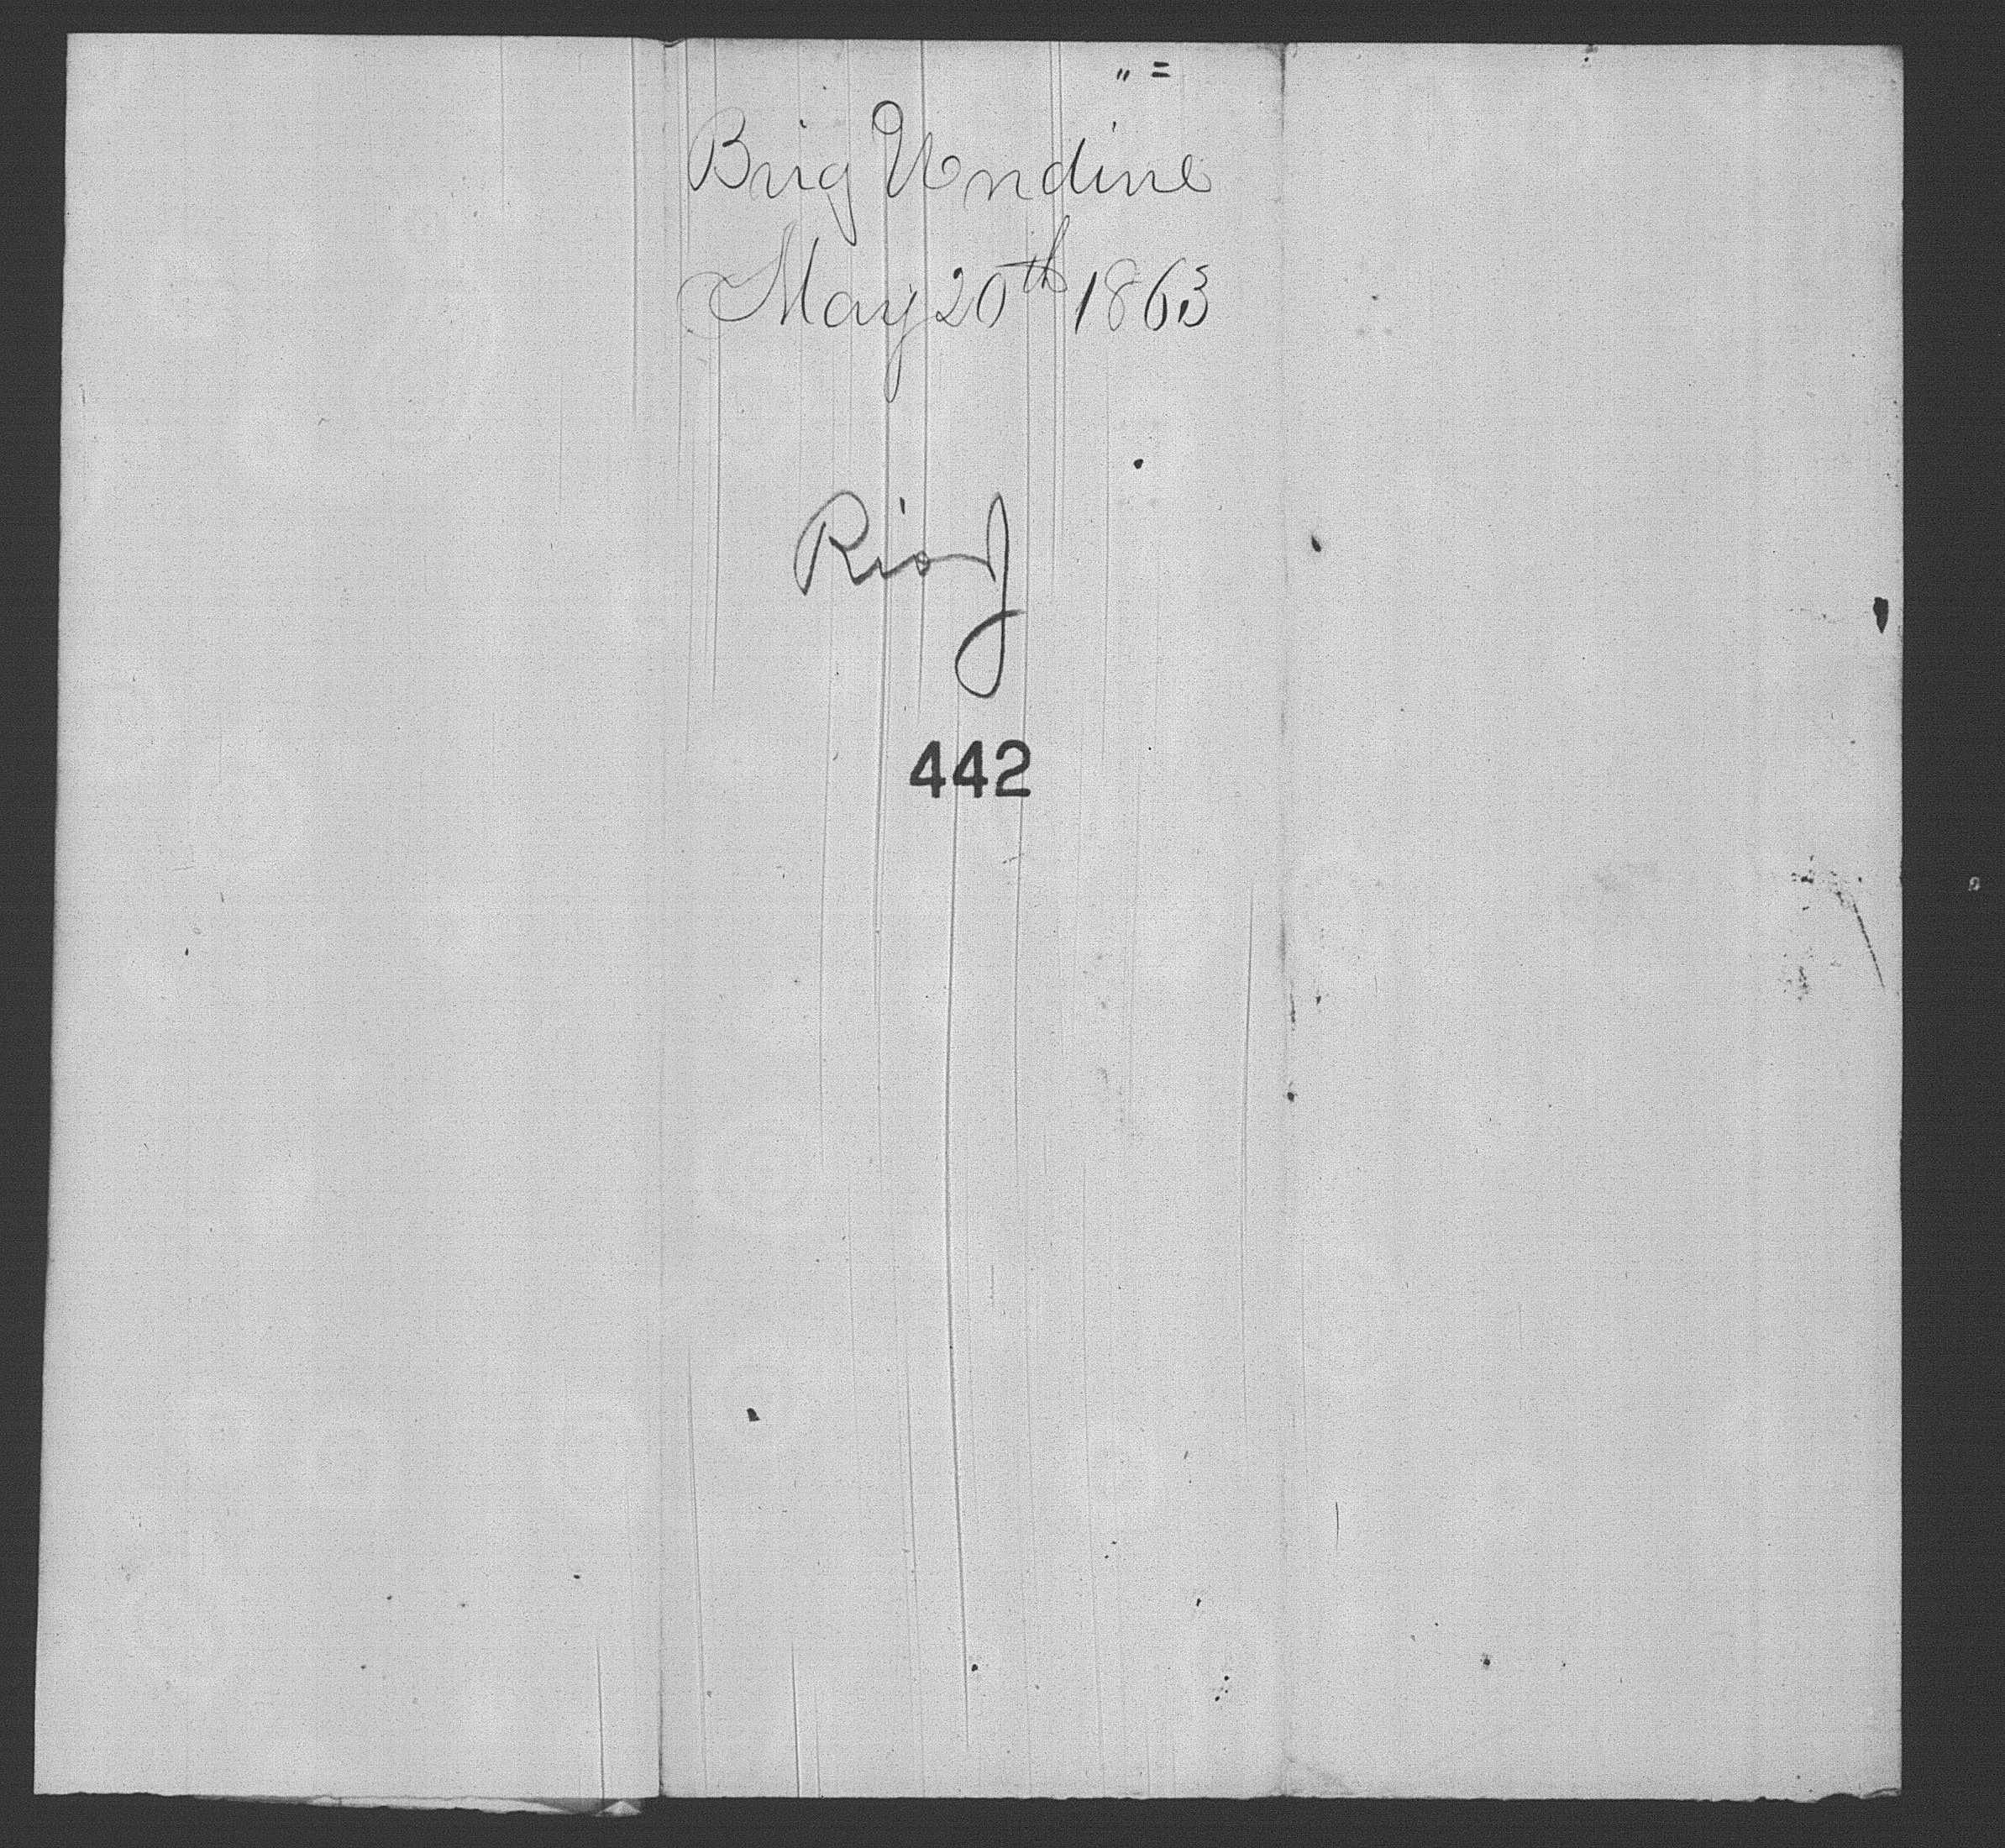 " =
Brig Undine
May 20th 1863
Rio J
442